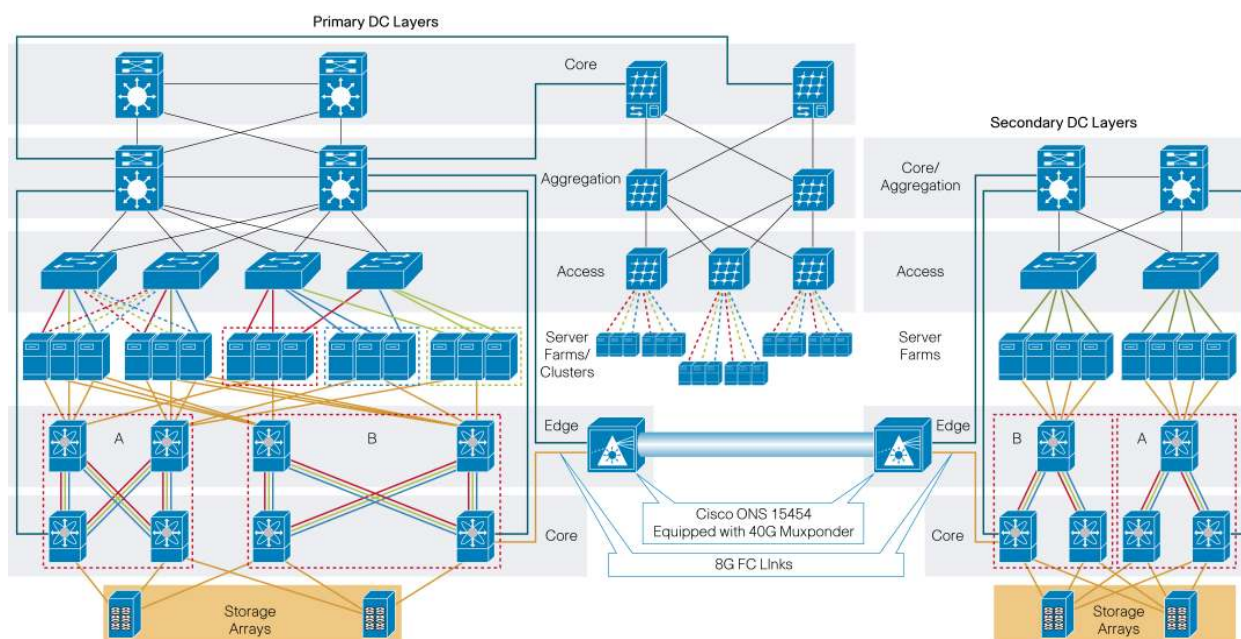 Primary DC Layers
Core
Secondary DC Layers
Aggregation
Core/
Aggregation
Access
Access
Server
Farms/
Clusters
Server
Farms
A
B
Edge
Edge
B
A
Cisco ONS 15454
Equipped with 40G Muxponder
Core
Core
8G FC LInks
Storage
Arrays
Storage
Arrays